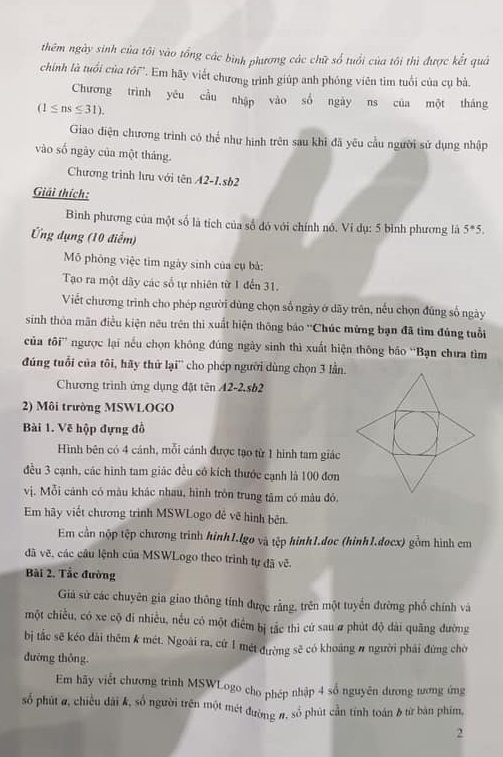 thêm ngày sinh của tôi vào tổng các bình phương các chữ số tuổi của tôi thì được kết quả
chính là tuổi của tôi". Em hãy viết chương trình giúp anh phóng viên tìm tuổi của cụ bà.
Chương trình yêu cầu nhập vào số ngày ns của một tháng
(1 ≤ ns ≤ 31).
Giao diện chương trình có thể như hình trên sau khi đã yêu cầu người sử dụng nhập
vào số ngày của một tháng.
Chương trình lưu với tên A2-1.sb2
Giải thích:
Bình phương của một số là tích của số đó với chính nó. Ví dụ: 5 bình phương là 5*5.
Ứng dụng (10 điểm)
Mô phỏng việc tìm ngày sinh của cụ bà:
Tạo ra một dãy các số tự nhiên từ 1 đến 31.
Viết chương trình cho phép người dùng chọn số ngày ở dãy trên, nếu chọn đúng số ngày
sinh thỏa mãn điều kiện nêu trên thì xuất hiện thông báo "Chúc mừng bạn đã tìm đúng tuổi
của tôi" ngược lại nếu chọn không đúng ngày sinh thì xuất hiện thông báo "Bạn chưa tìm
đúng tuổi của tôi, hãy thử lại" cho phép người dùng chọn 3 lần.
Chương trình ứng dụng đặt tên A2-2.sb2
2) Môi trường MSWLOGO
Bài 1. Vẽ hộp đựng đồ
Hình bên có 4 cánh, mỗi cánh được tạo từ 1 hình tam giác
đều 3 cạnh, các hình tam giác đều có kích thước cạnh là 100 đơn
vị. Mỗi cánh có màu khác nhau, hình tròn trung tâm có màu đỏ.
Em hãy viết chương trình MSWLogo để vẽ hình bên.
Em cần nộp tệp chương trình hinh1.lgo và tệp hinh1.doc (hinh1.docx) gồm hình em
đã vẽ, các câu lệnh của MSWLogo theo trình tự đã vẽ.
Bài 2. Tắc đường
Giả sử các chuyên gia giao thông tính được rằng, trên một tuyến đường phố chính và
một chiều, có xe cộ đi nhiều, nếu có một điểm bị tắc thì cứ sau a phút độ dài quãng đường
bị tắc sẽ kéo dài thêm k mét. Ngoài ra, cứ 1 mét đường sẽ có khoảng n người phải đứng chờ
đường thông.
Em hãy viết chương trình MSWLogo cho phép nhập 4 số nguyên dương tương ứng
số phút a, chiều dài k, số người trên một mét đường n, số phút cần tính toán b từ bàn phím,
2